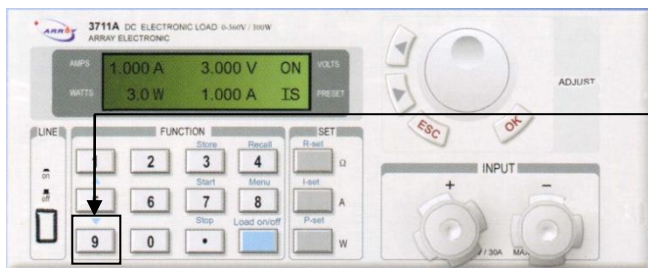 ARRAY 3711A DC ELECTRONIC LOAD 0-360V / 300W
ARRAY ELECTRONIC
AMPS 1.000 A 3.000 V ON VOLTS
WATTS 3.0 W 1.000 A IS PRESET
ADJUST
ESC OK
LINE FUNCTION SET INPUT
Store Recall R-set
1 2 3 4 Ω
on
Start Menu I-set
off 6 7 8 A
Stop Load on/off P-set
9 0 • W
+ −
V / 30A MAX